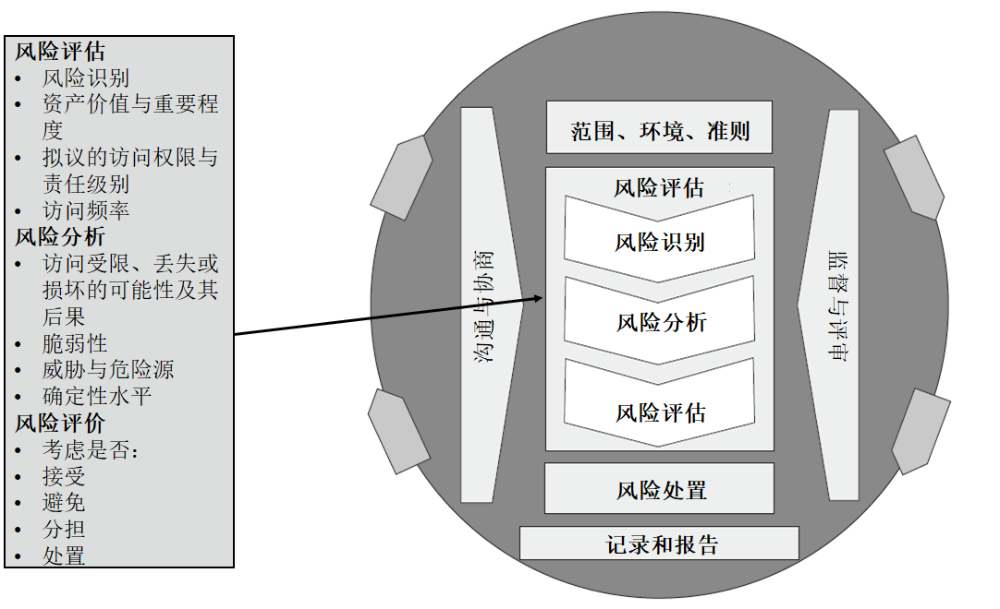 风险评估
• 风险识别
• 资产价值与重要程
度
• 拟议的访问权限与
责任级别
• 访问频率
风险分析
• 访问受限、丢失或
损坏的可能性及其
后果
• 脆弱性
• 威胁与危险源
• 确定性水平
风险评价
• 考虑是否：
• 接受
• 避免
• 分担
• 处置
沟通与协商
范围、环境、准则
风险评估
风险识别
风险分析
风险评估
风险处置
记录和报告
监督与评审